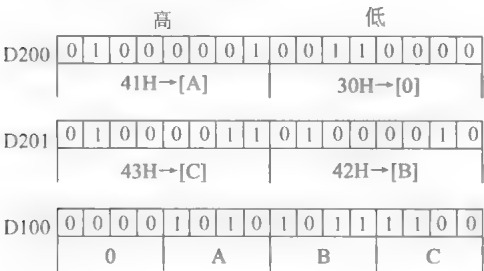 高 低
D200 0 1 0 0 0 0 0 1 0 0 1 1 0 0 0 0
41H→[A] 30H→[0]
D201 0 1 0 0 0 0 1 1 0 1 0 0 0 0 1 0
43H→[C] 42H→[B]
D100 0 0 0 0 1 0 1 0 1 0 1 1 1 1 0 0
0 A B C